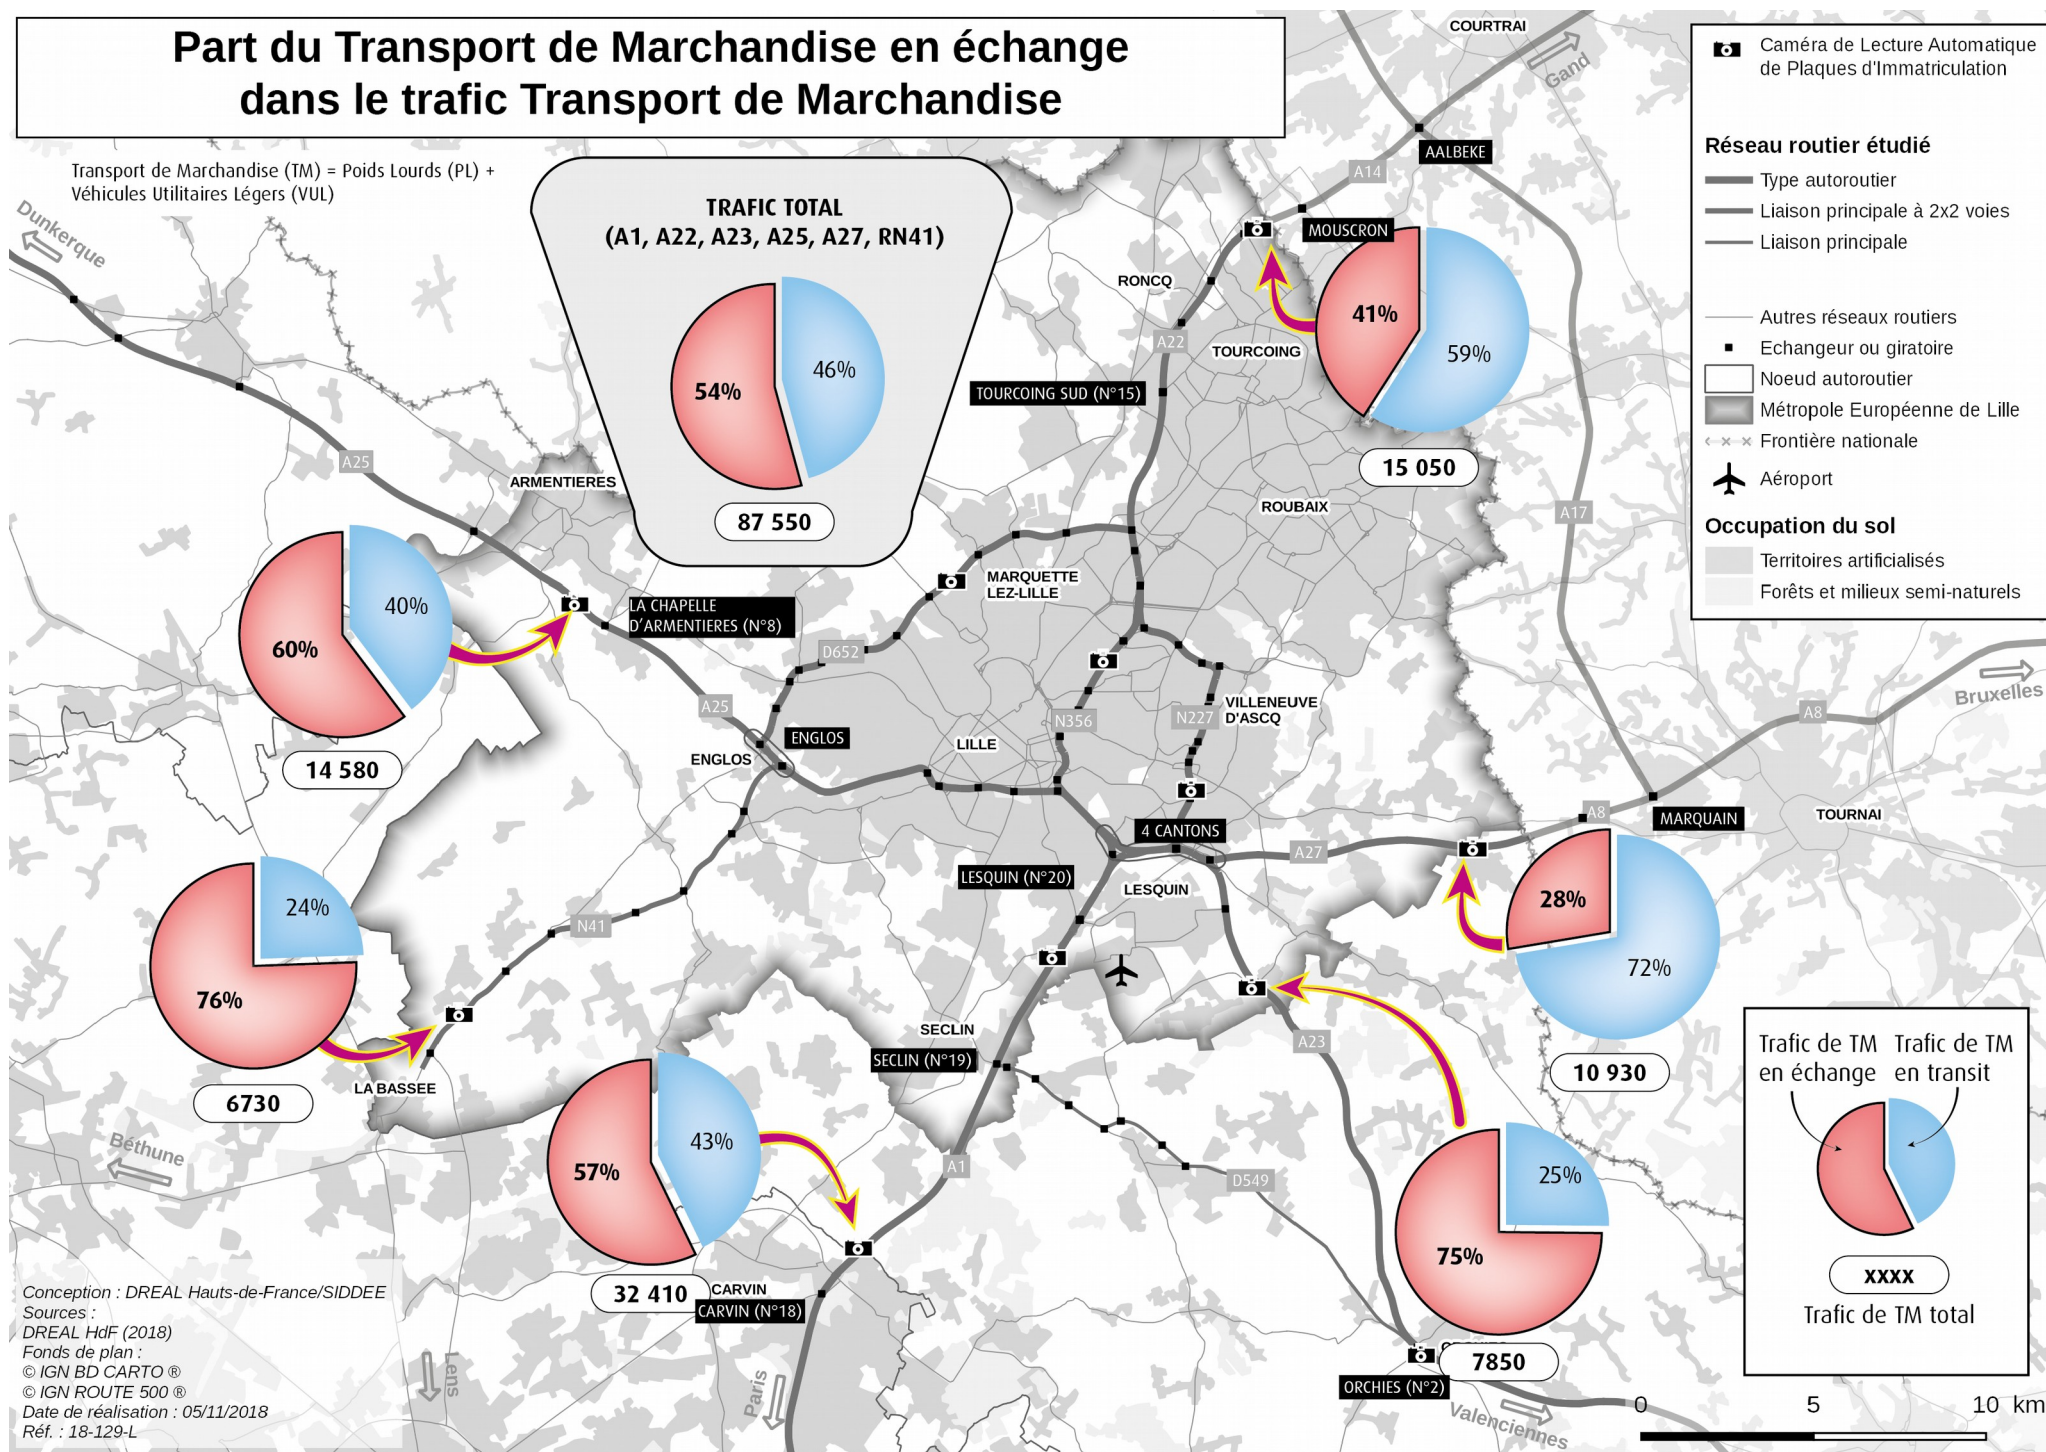 Part du Transport de Marchandise en échange
dans le trafic Transport de Marchandise
Transport de Marchandise (TM) = Poids Lourds (PL) +
Véhicules Utilitaires Légers (VUL)
TRAFIC TOTAL
(A1, A22, A23, A25, A27, RN41)
54%
46%
87 550
COURTRAI
Gand
AALBEKE
A14
MOUSCRON
RONCQ
A22
TOURCOING
TOURCOING SUD (N°15)
41%
59%
15 050
ROUBAIX
A17
Dunkerque
A25
ARMENTIERES
40%
60%
14 580
LA CHAPELLE
D'ARMENTIERES (N°8)
MARQUETTE
LEZ-LILLE
D652
A25
ENGLOS
ENGLOS
LILLE
N356
N227
VILLENEUVE
D'ASCQ
A8
Bruxelles
A8
MARQUAIN
TOURNAI
4 CANTONS
A27
LESQUIN (N°20)
LESQUIN
28%
72%
10 930
24%
76%
6730
N41
LA BASSEE
Béthune
SECLIN
SECLIN (N°19)
A23
43%
57%
32 410
A1
D549
CARVIN
CARVIN (N°18)
25%
75%
7850
ORCHIES (N°2)
Valenciennes
Lens
Paris
Caméra de Lecture Automatique
de Plaques d'Immatriculation
Réseau routier étudié
Type autoroutier
Liaison principale à 2x2 voies
Liaison principale
Autres réseaux routiers
Echangeur ou giratoire
Noeud autoroutier
Métropole Européenne de Lille
Frontière nationale
Aéroport
Occupation du sol
Territoires artificialisés
Forêts et milieux semi-naturels
Trafic de TM
en échange
Trafic de TM
en transit
xxxx
Trafic de TM total
0 5 10 km
Conception : DREAL Hauts-de-France/SIDDEE
Sources :
DREAL HdF (2018)
Fonds de plan :
© IGN BD CARTO ®
© IGN ROUTE 500 ®
Date de réalisation : 05/11/2018
Réf. : 18-129-L